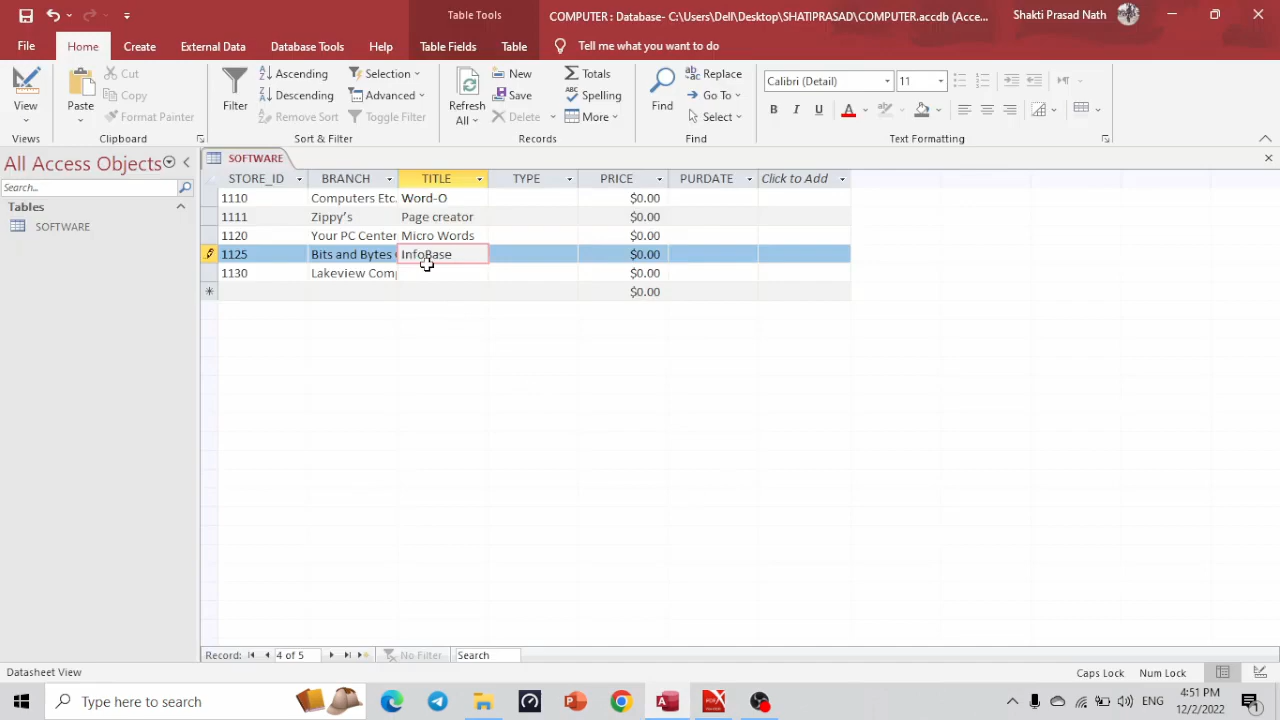 Table Tools
COMPUTER : Database- C:\Users\Dell\Desktop\SHATIPRASAD\COMPUTER.accdb (Acce...
Shakti Prasad Nath
File Home Create External Data Database Tools Help Table Fields Table Tell me what you want to do
View
Views
Paste
Cut
Copy
Format Painter
Clipboard
Filter
Ascending
Descending
Remove Sort
Selection
Advanced
Toggle Filter
Sort & Filter
Refresh
All
New
Save
Delete
Totals
Spelling
More
Records
Find
Replace
Go To
Select
Find
Calibri (Detail) 11
B I U A
Text Formatting
All Access Objects
Search...
Tables
SOFTWARE
SOFTWARE
STORE_ID BRANCH TITLE TYPE PRICE PURDATE Click to Add
1110 Computers Etc. Word-O $0.00
1111 Zippy's Page creator $0.00
1120 Your PC Center Micro Words $0.00
1125 Bits and Bytes InfoBase $0.00
1130 Lakeview Com $0.00
$0.00
Record: 4 of 5 No Filter Search
Datasheet View
Caps Lock Num Lock
Type here to search
ENG
4:51 PM
12/2/2022